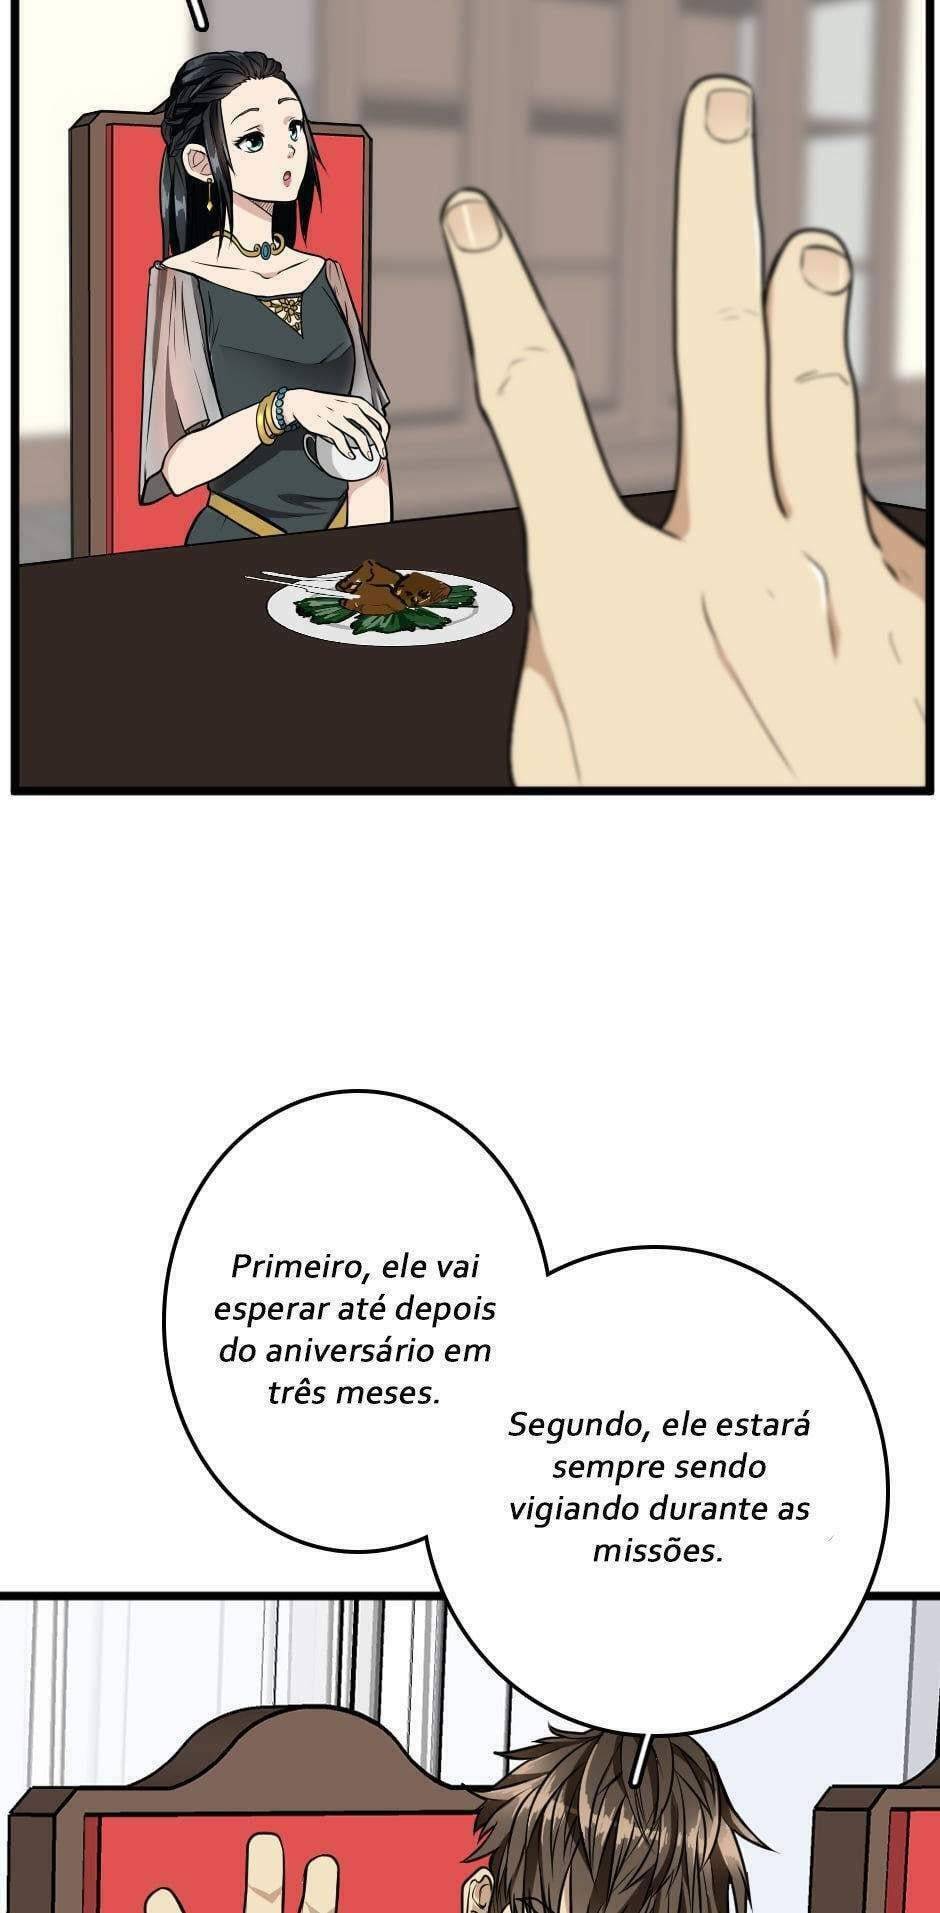 Primeiro, ele vai
esperar até depois
do aniversário em
três meses.
Segundo, ele estará
sempre sendo
vigiando durante as
missões.